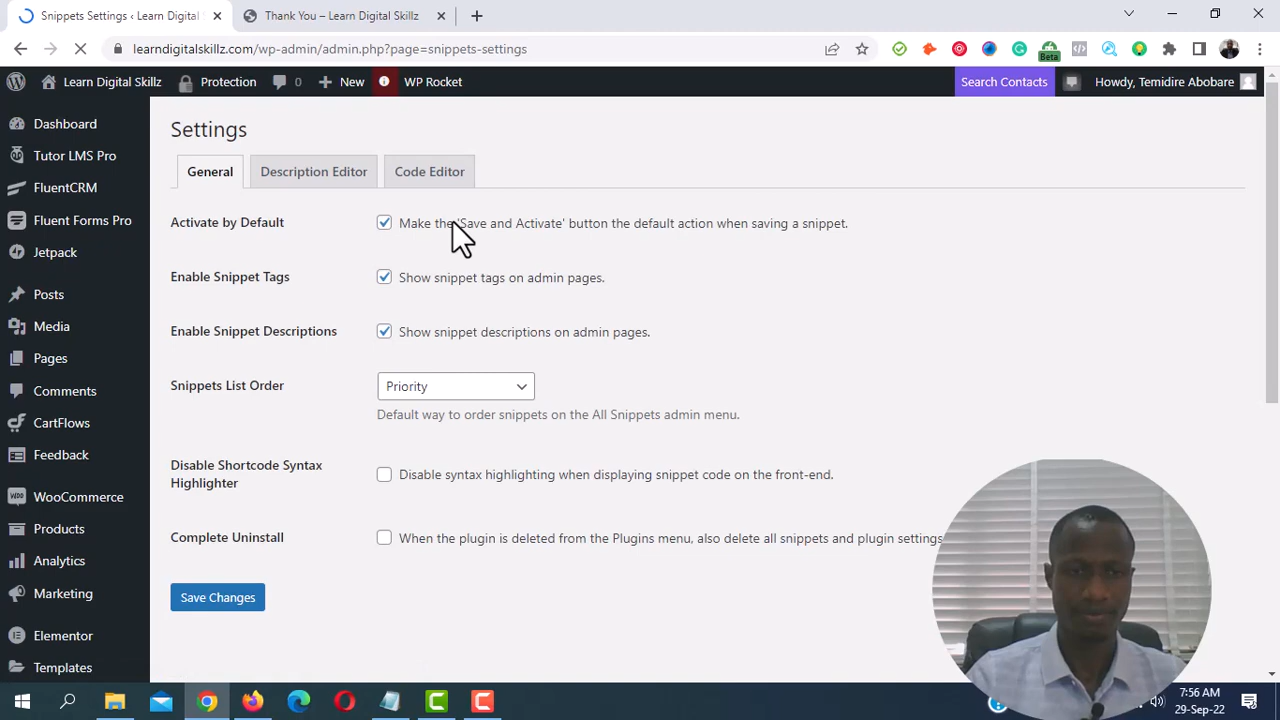 Snippets Settings ‹ Learn Digital
Thank You – Learn Digital Skillz
learndigitalskillz.com/wp-admin/admin.php?page=snippets-settings
Beta
Learn Digital Skillz
Protection
0
New
WP Rocket
Search Contacts
Howdy, Temidire Abobare
Dashboard
Tutor LMS Pro
FluentCRM
Fluent Forms Pro
Jetpack
Posts
Media
Pages
Comments
CartFlows
Feedback
WooCommerce
Products
Analytics
Marketing
Elementor
Templates
Settings
General
Description Editor
Code Editor
Activate by Default
Make the 'Save and Activate' button the default action when saving a snippet.
Enable Snippet Tags
Show snippet tags on admin pages.
Enable Snippet Descriptions
Show snippet descriptions on admin pages.
Snippets List Order
Priority
Default way to order snippets on the All Snippets admin menu.
Disable Shortcode Syntax
Highlighter
Disable syntax highlighting when displaying snippet code on the front-end.
Complete Uninstall
When the plugin is deleted from the Plugins menu, also delete all snippets and plugin settings
Save Changes
7:56 AM
29-Sep-22